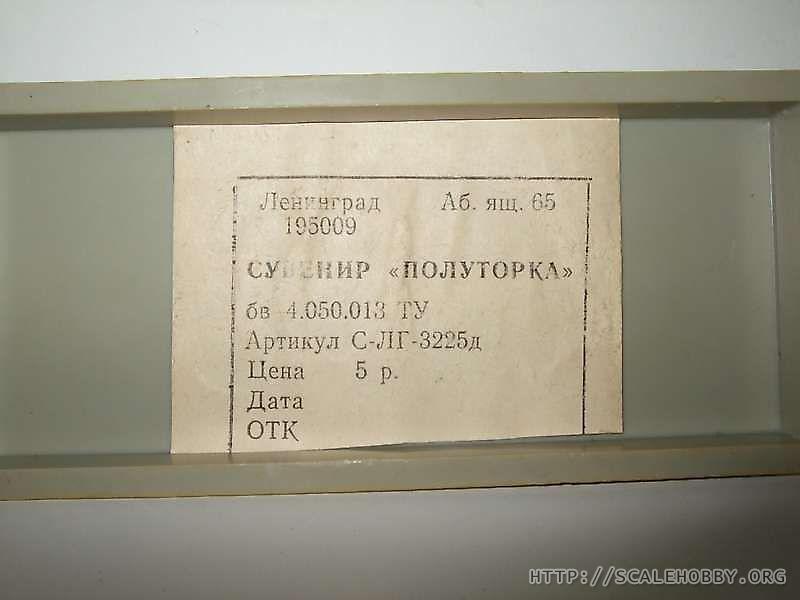 Ленинград Аб. ящ. 65
195009
СУВЕНИР «ПОЛУТОРКА»
бв 4.050.013 ТУ
Артикул С-ЛГ-3225д
Цена 5 р.
Дата
ОТК
HTTP://SCALEHOBBY.ORG